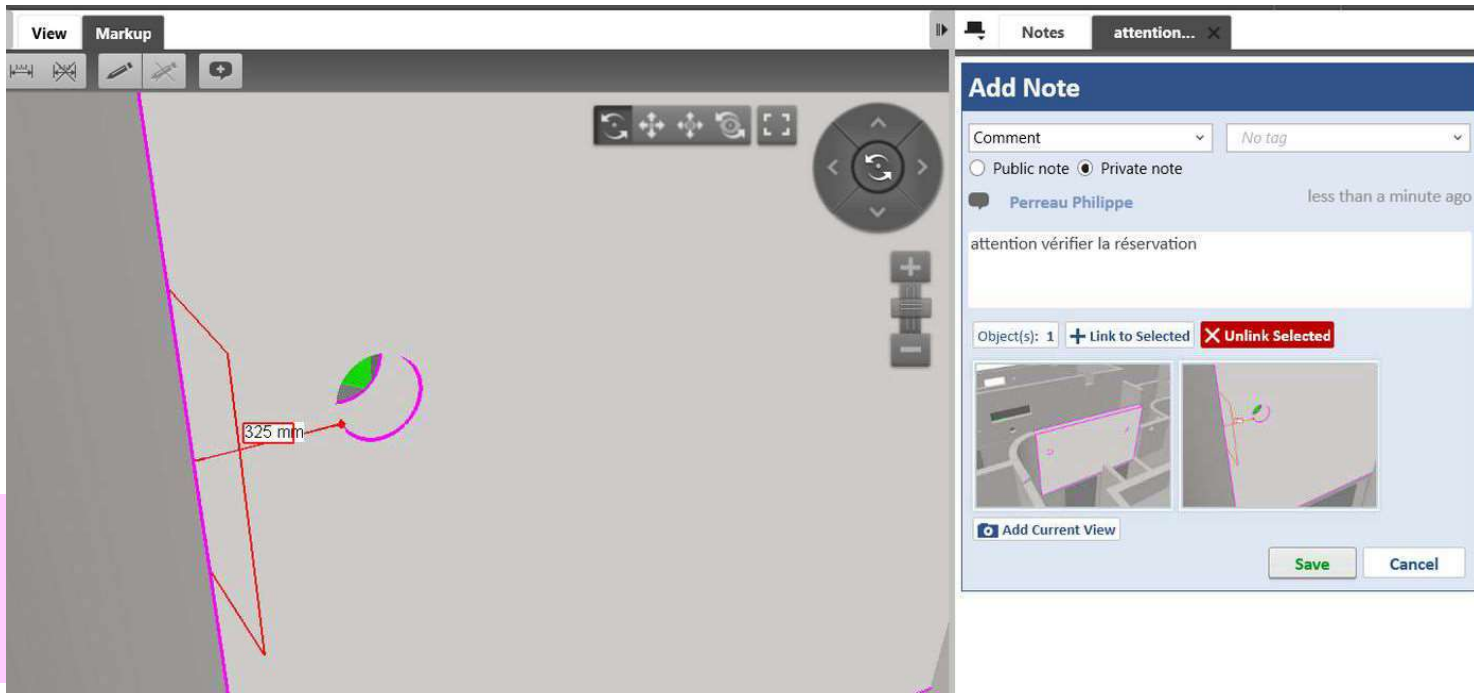 View Markup
Notes attention...
Add Note
Comment No tag
Public note Private note
Perreau Philippe less than a minute ago
attention vérifier la réservation
325 mm
Object(s): 1 Link to Selected Unlink Selected
Add Current View
Save Cancel